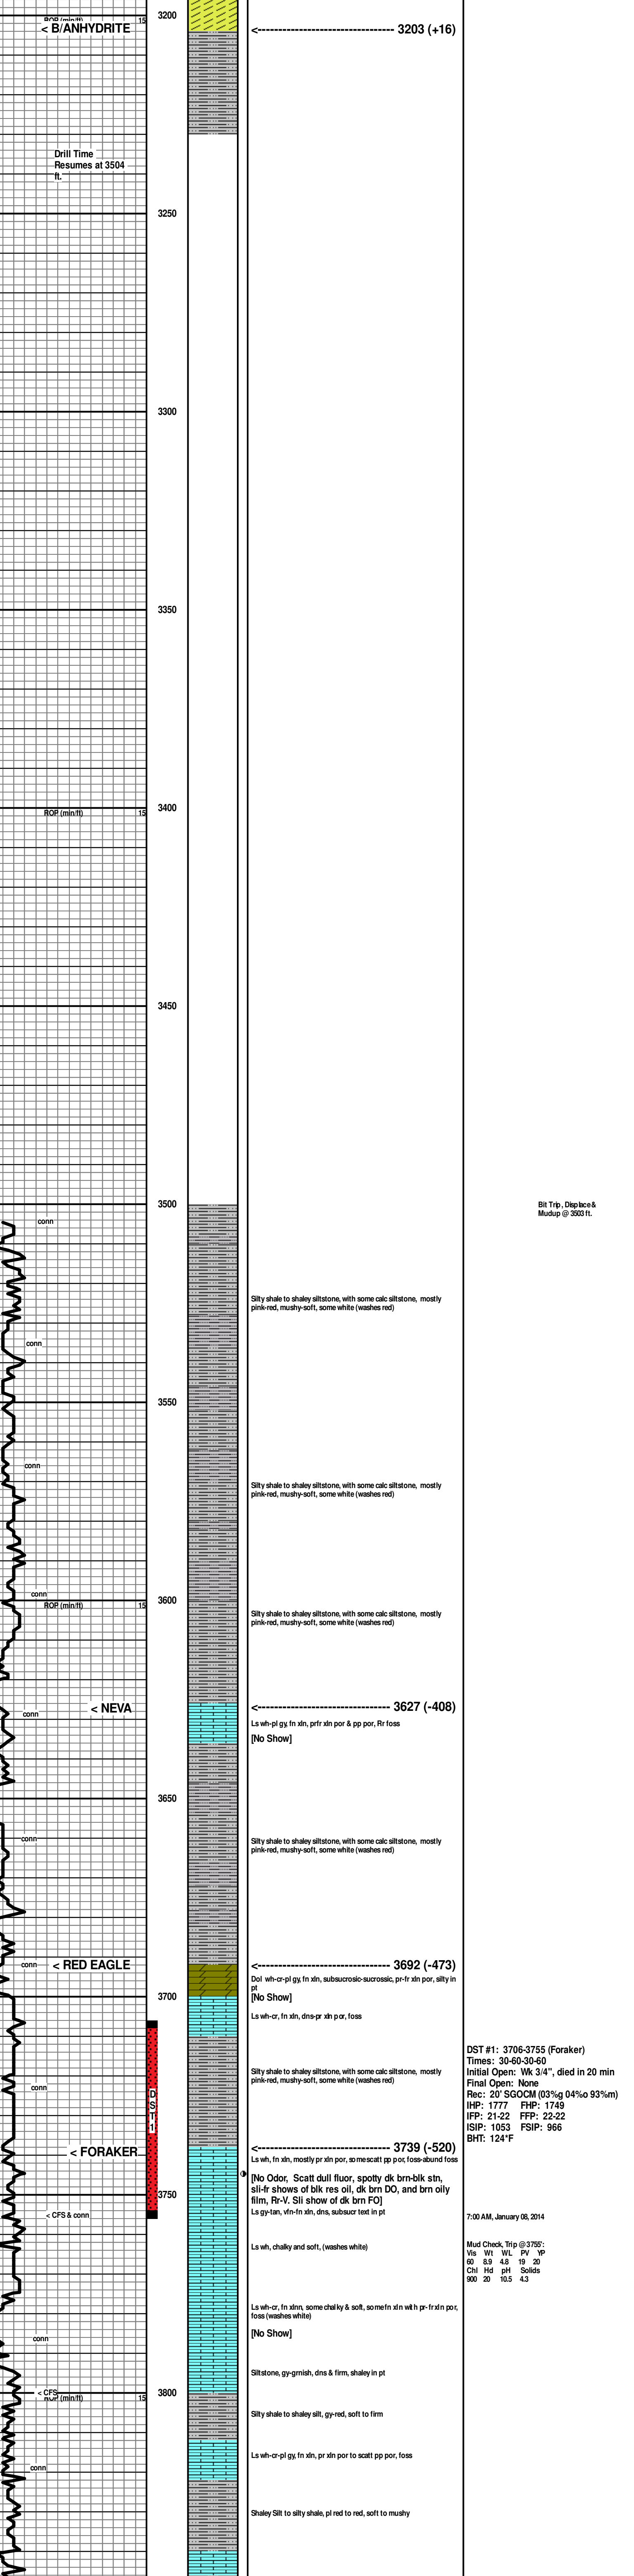 3200
ROP (min/ft) 15
< B/ANHYDRITE
<---------------------------------- 3203 (+16)
Drill Time
Resumes at 3504
ft.
3250
3300
3350
3400
ROP (min/ft) 15
3450
3500
Bit Trip, Displace &
Mudup @ 3503 ft.
conn
Silty shale to shaley siltstone, with some calc siltstone, mostly
pink-red, mushy-soft, some white (washes red)
conn
3550
conn
Silty shale to shaley siltstone, with some calc siltstone, mostly
pink-red, mushy-soft, some white (washes red)
conn
3600
ROP (min/ft) 15
Silty shale to shaley siltstone, with some calc siltstone, mostly
pink-red, mushy-soft, some white (washes red)
< NEVA
<--------------------------------- 3627 (-408)
conn
Ls wh-pl gy, fn xln, prfr xln por & pp por, Rr foss
[No Show]
3650
conn
Silty shale to shaley siltstone, with some calc siltstone, mostly
pink-red, mushy-soft, some white (washes red)
conn
< RED EAGLE
<--------------------------------- 3692 (-473)
Dol wh-cr-pl gy, fn xln, subsucrosic-sucrossic, pr-fr xln por, silty in
pt
[No Show]
3700
Ls wh-cr, fn xln, dns-pr xln por, foss
DST #1: 3706-3755 (Foraker)
Times: 30-60-30-60
Initial Open: Wk 3/4", died in 20 min
Final Open: None
Rec: 20' SGOCM (03%g 04%o 93%m)
IHP: 1777 FHP: 1749
IFP: 21-22 FFP: 22-22
ISIP: 1053 FSIP: 966
BHT: 124*F
Silty shale to shaley siltstone, with some calc siltstone, mostly
pink-red, mushy-soft, some white (washes red)
conn
D
S
T
1
< FORAKER
<--------------------------------- 3739 (-520)
Ls wh, fn xln, mostly pr xln por, some scatt pp por, foss-abund foss
[No Odor, Scatt dull fluor, spotty dk brn-blk stn,
sli-fr shows of blk res oil, dk brn DO, and brn oily
film, Rr-V. Sli show of dk brn FO]
3750
Ls gy-tan, vfn-fn xln, dns, subsucr text in pt
< CFS & conn
7:00 AM, January 08, 2014
Ls wh, chalky and soft, (washes white)
Mud Check, Trip @ 3755':
Vis Wt WL PV YP
60 8.9 4.8 19 20
Chl Hd pH Solids
900 20 10.5 4.3
Ls wh-cr, fn xlnn, some chalky & soft, some fn xln with pr-fr xln por,
foss (washes white)
[No Show]
conn
Siltstone, gy-grnish, dns & firm, shaley in pt
< CFS
3800
ROP (min/ft) 15
Silty shale to shaley silt, gy-red, soft to firm
Ls wh-cr-pl gy, fn xln, pr xln por to scatt pp por, foss
conn
Shaley Silt to silty shale, pl red to red, soft to mushy